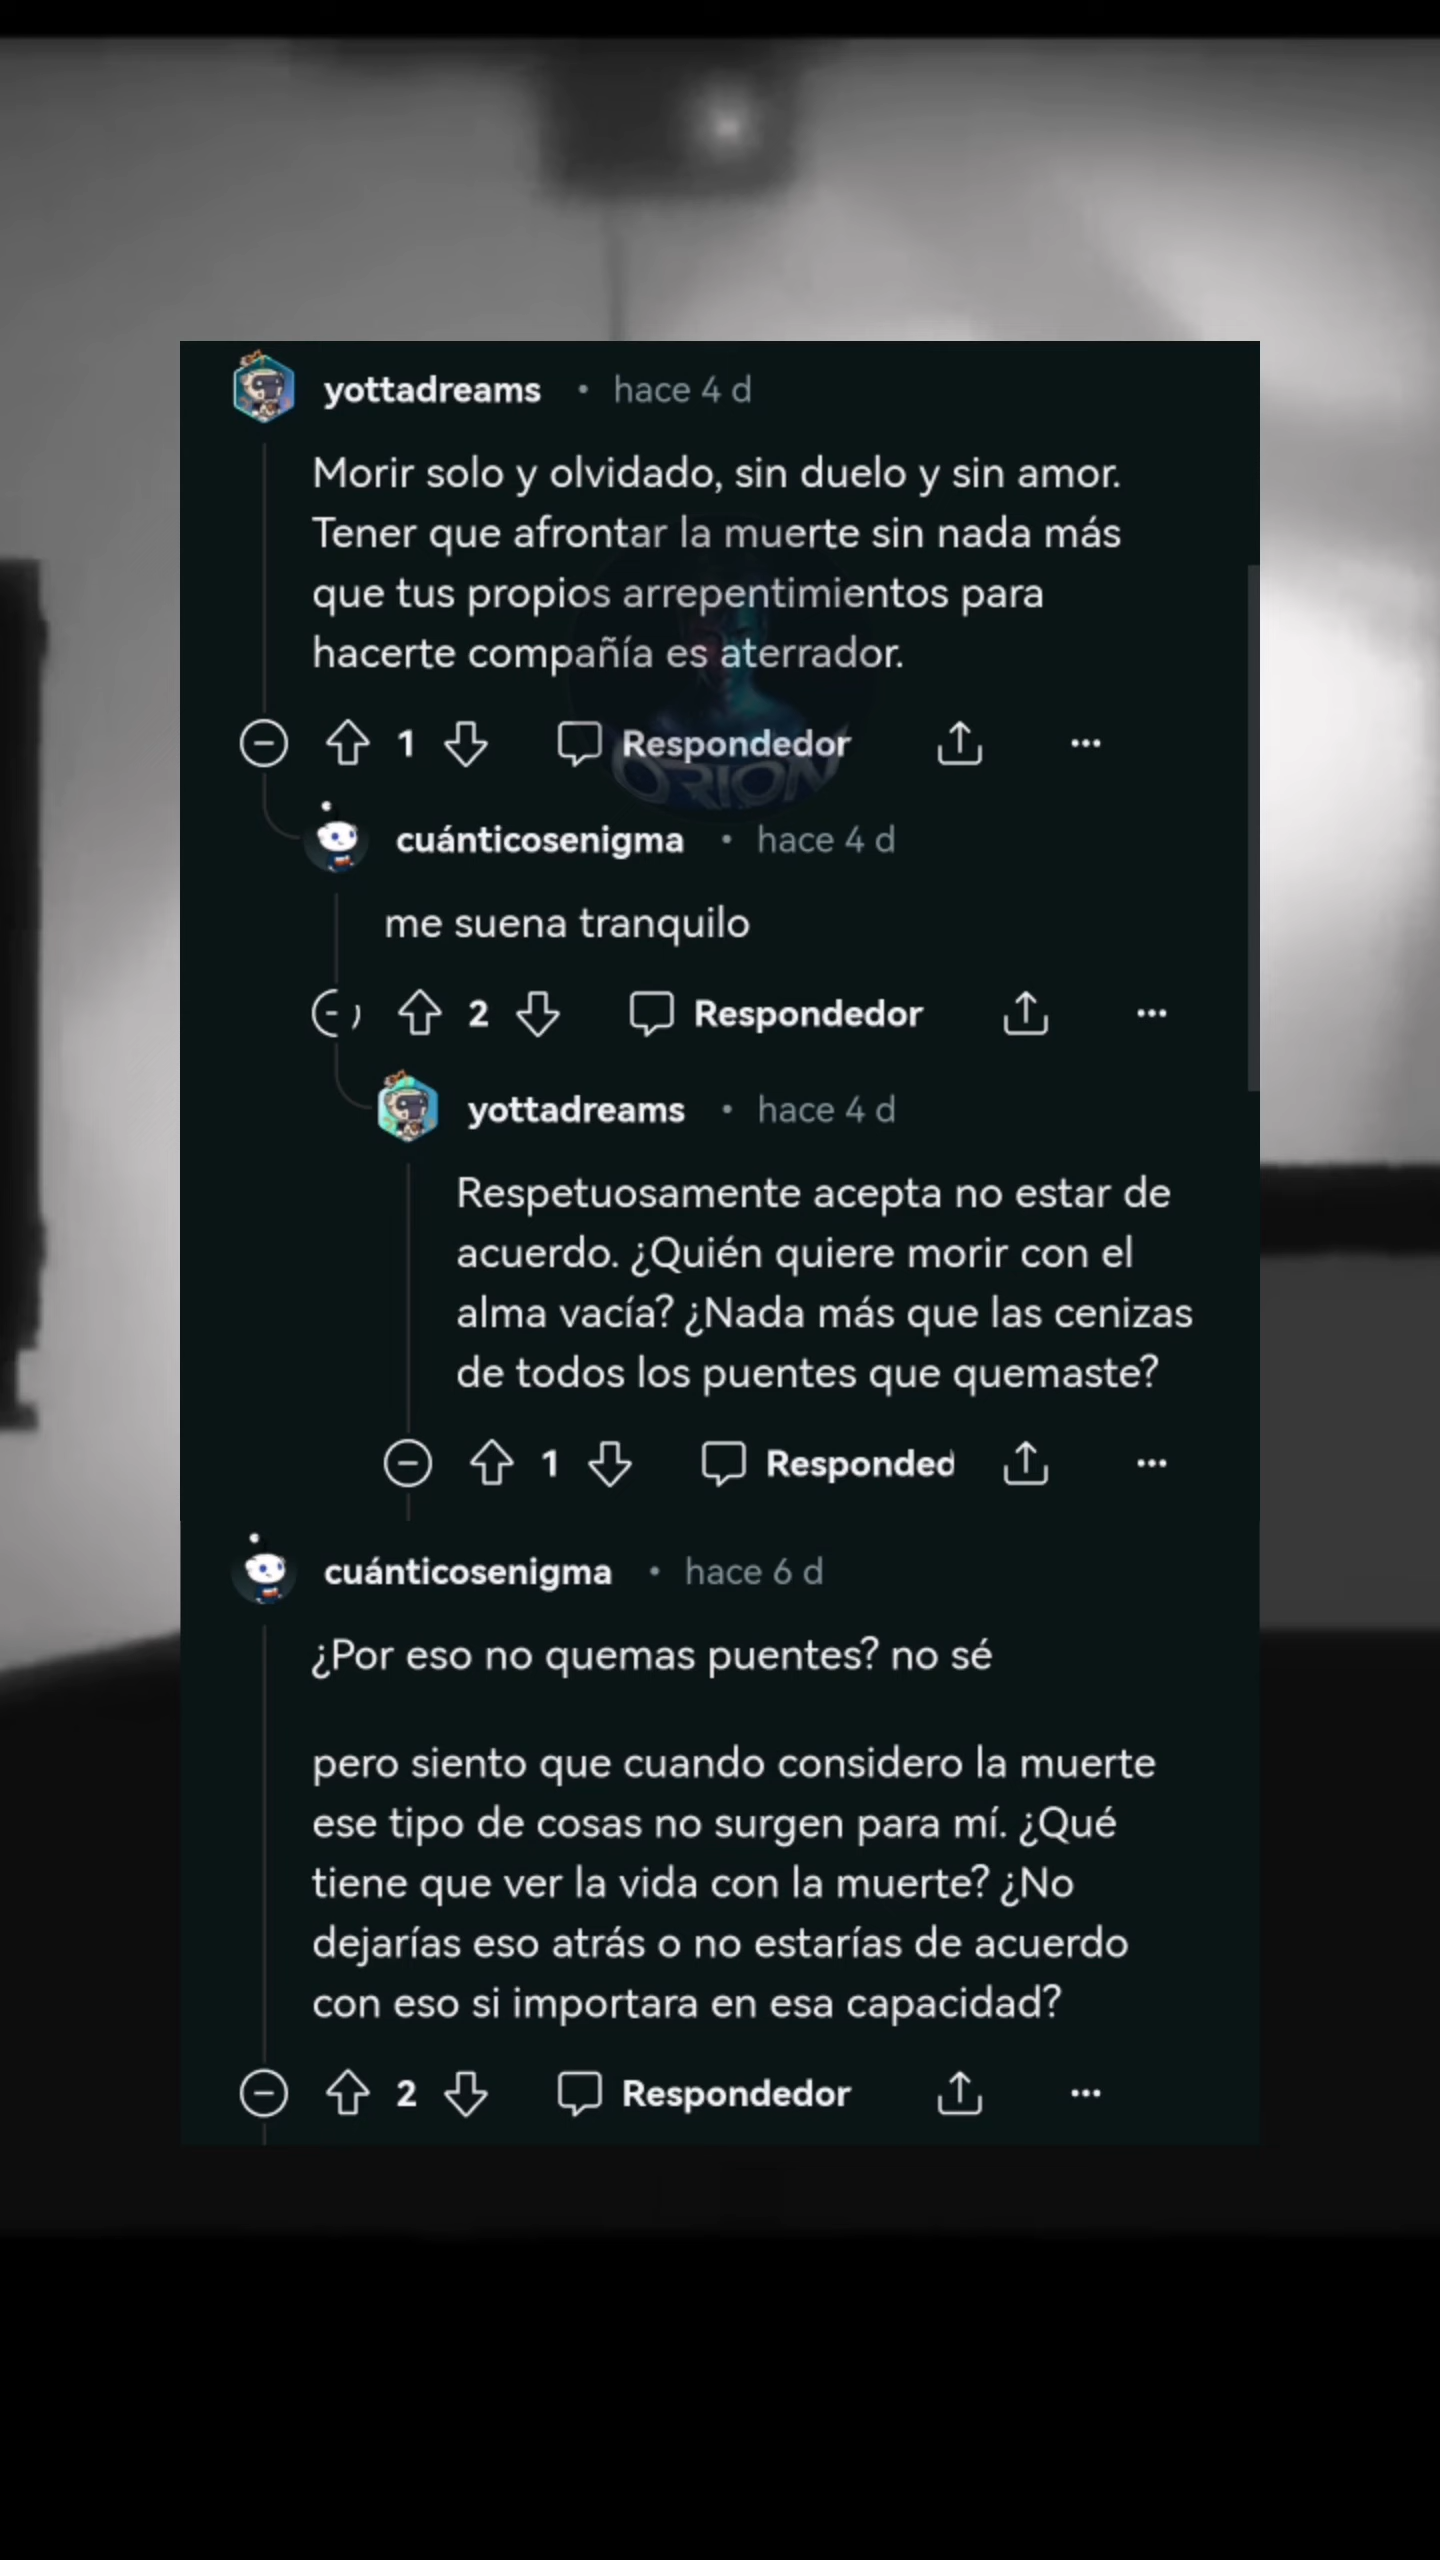 yottadreams • hace 4 d
Morir solo y olvidado, sin duelo y sin amor.
Tener que afrontar la muerte sin nada más
que tus propios arrepentimientos para
hacerte compañía es aterrador.
1 Respondedor
ORION
cuánticosenigma • hace 4 d
me suena tranquilo
2 Respondedor
yottadreams • hace 4 d
Respetuosamente acepta no estar de
acuerdo. ¿Quién quiere morir con el
alma vacía? ¿Nada más que las cenizas
de todos los puentes que quemaste?
1 Responded
cuánticosenigma • hace 6 d
¿Por eso no quemas puentes? no sé
pero siento que cuando considero la muerte
ese tipo de cosas no surgen para mí. ¿Qué
tiene que ver la vida con la muerte? ¿No
dejarías eso atrás o no estarías de acuerdo
con eso si importara en esa capacidad?
2 Respondedor